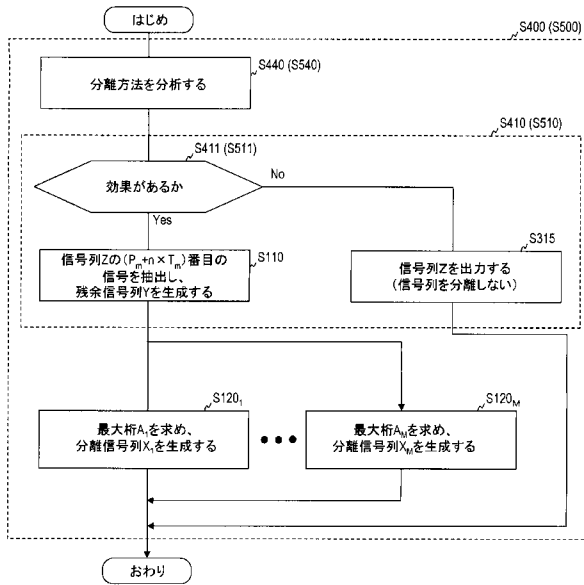 はじめ
S400 (S500)
S440 (S540)
分離方法を分析する
S410 (S510)
S411 (S511)
効果があるか
No
Yes
S110
信号列Zの(Pm+n×Tm)番目の
信号を抽出し、
残余信号列Yを生成する
S315
信号列Zを出力する
(信号列を分離しない)
S120₁
最大桁A₁を求め、
分離信号列X₁を生成する
●●●
S120M
最大桁AMを求め、
分離信号列XMを生成する
おわり